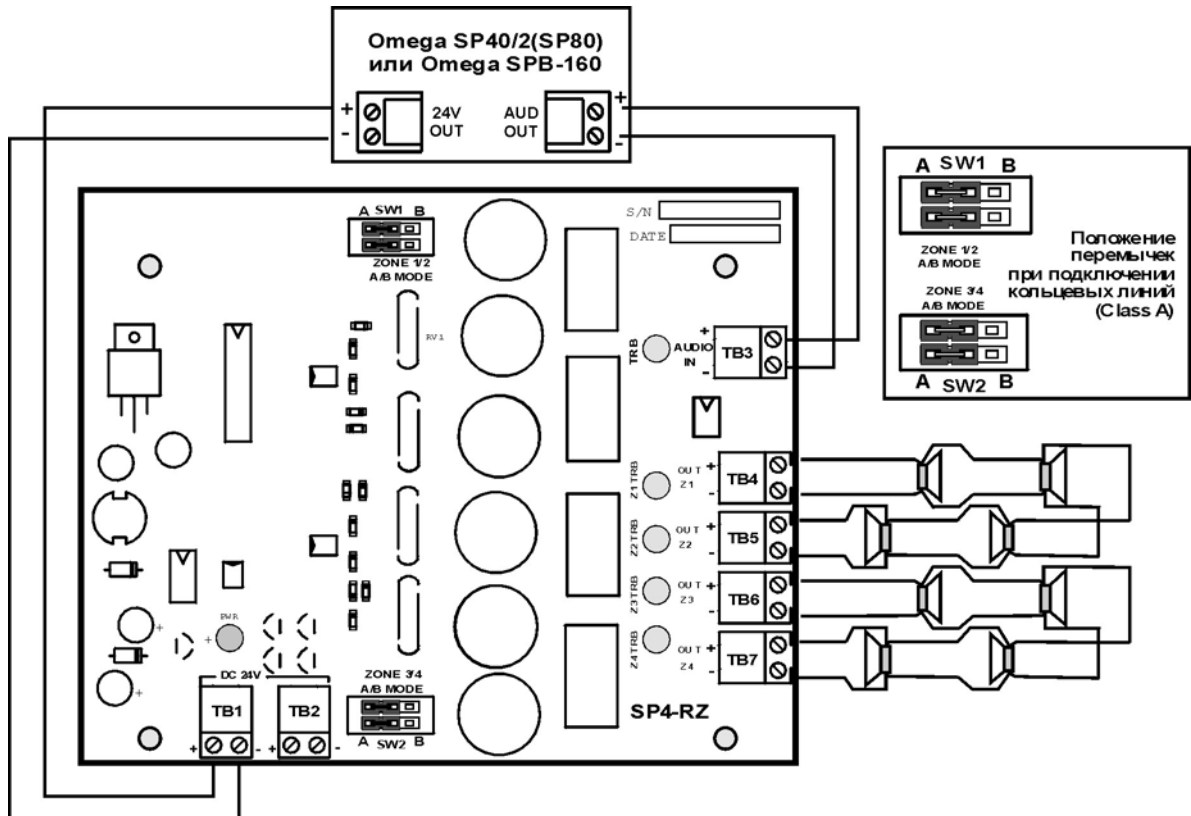 Omega SP40/2(SP80)
или Omega SPB-160
+
-
24V
OUT
AUD
OUT
+
-
A SW1 B
ZONE 1/2
A/B MODE
S/N
DATE
A SW1 B
ZONE 1/2
A/B MODE
ZONE 3/4
A/B MODE
A SW2 B
Положение
перемычек
при подключении
кольцевых линий
(Class A)
RV1
TRB
+
AUDIO
IN
-
TB3
Z1TRB
OUT +
Z1 -
TB4
Z2TRB
OUT +
Z2 -
TB5
Z3TRB
OUT +
Z3 -
TB6
Z4TRB
OUT +
Z4 -
TB7
PWR
+
+
+
DC 24V
TB1
TB2
+ -
+ -
ZONE 3/4
A/B MODE
A SW2 B
SP4-RZ